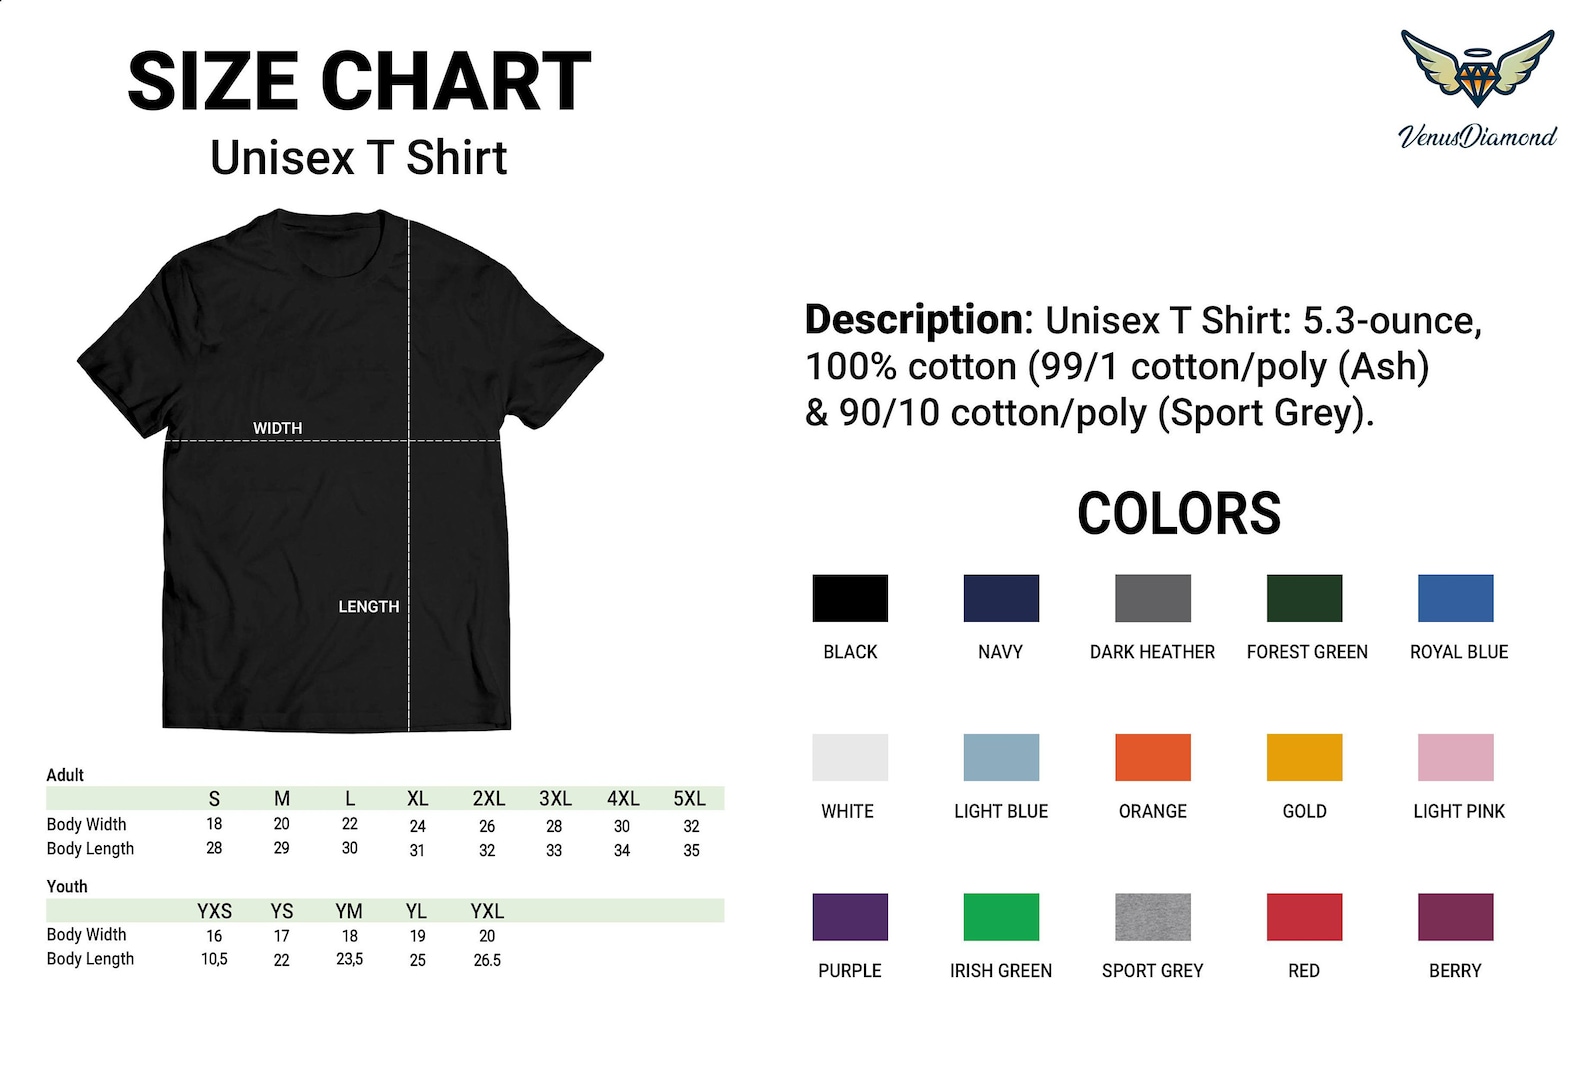 SIZE CHART
Unisex T Shirt
WIDTH
LENGTH
Adult
S M L XL 2XL 3XL 4XL 5XL
Body Width 18 20 22 24 26 28 30 32
Body Length 28 29 30 31 32 33 34 35
Youth
YXS YS YM YL YXL
Body Width 16 17 18 19 20
Body Length 10,5 22 23,5 25 26.5
VenusDiamond
Description: Unisex T Shirt: 5.3-ounce,
100% cotton (99/1 cotton/poly (Ash)
& 90/10 cotton/poly (Sport Grey).
COLORS
BLACK NAVY DARK HEATHER FOREST GREEN ROYAL BLUE
WHITE LIGHT BLUE ORANGE GOLD LIGHT PINK
PURPLE IRISH GREEN SPORT GREY RED BERRY